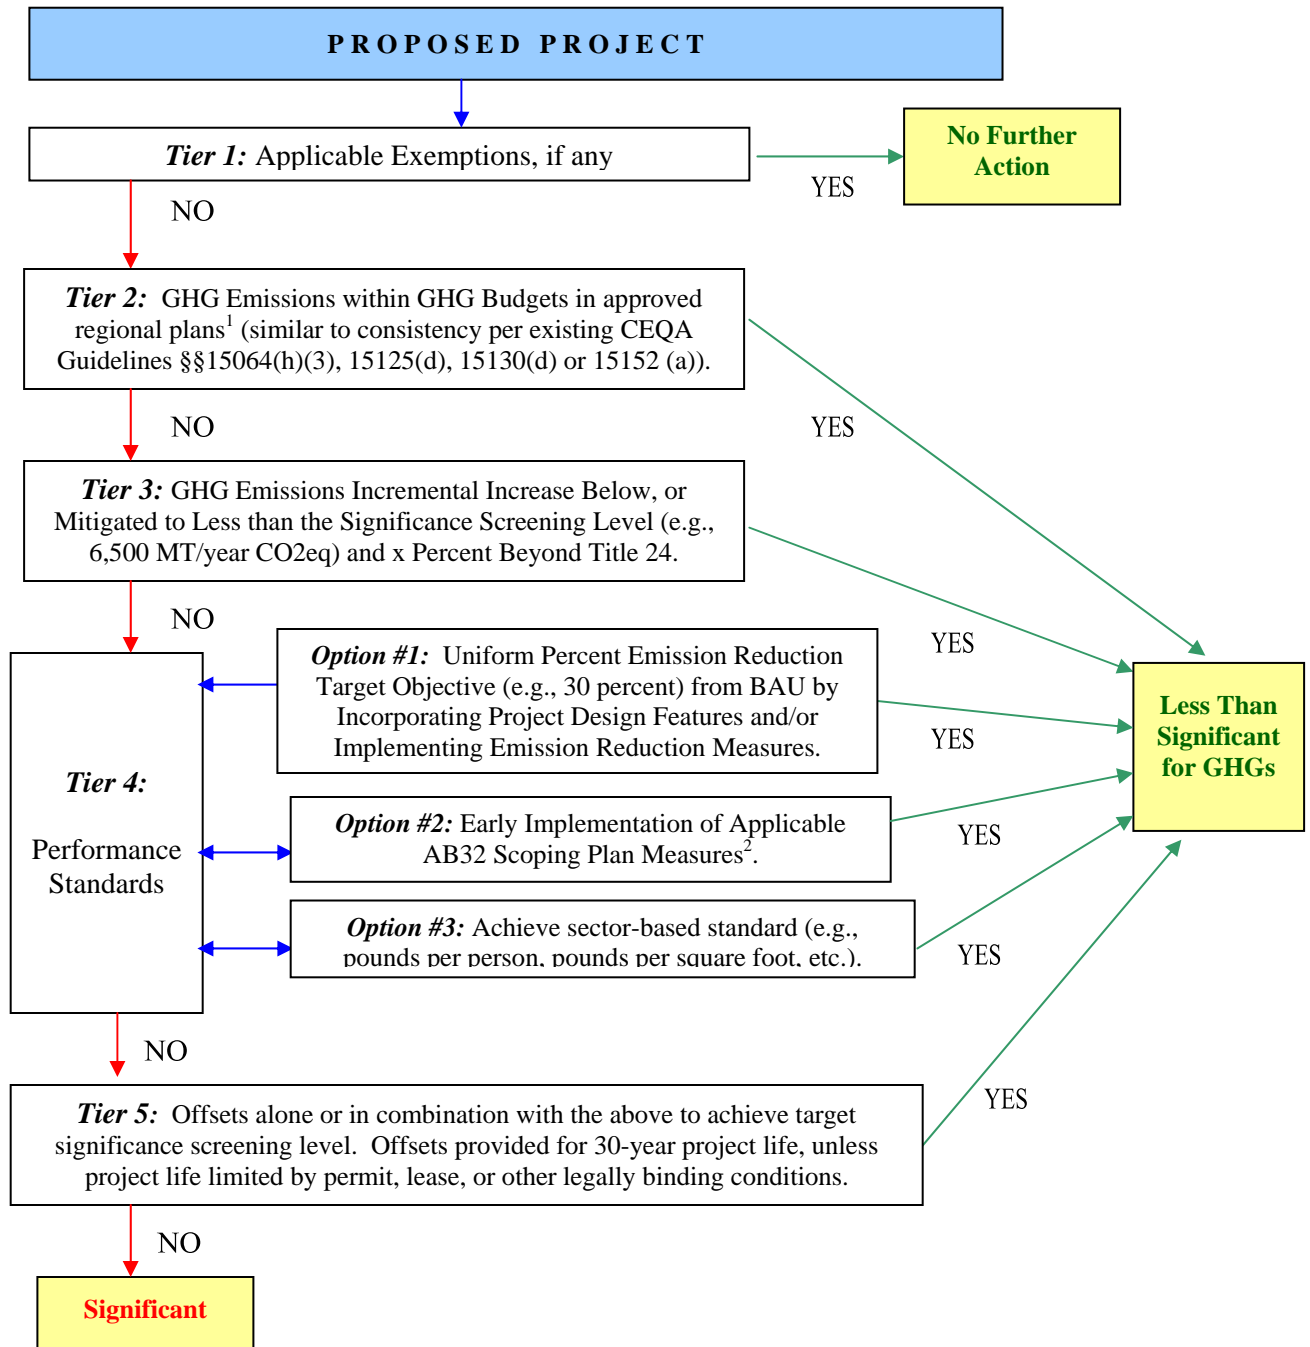 PROPOSED PROJECT
Tier 1: Applicable Exemptions, if any
YES
No Further
Action
NO
Tier 2: GHG Emissions within GHG Budgets in approved
regional plans¹ (similar to consistency per existing CEQA
Guidelines §§15064(h)(3), 15125(d), 15130(d) or 15152 (a)).
YES
NO
Tier 3: GHG Emissions Incremental Increase Below, or
Mitigated to Less than the Significance Screening Level (e.g.,
6,500 MT/year CO2eq) and x Percent Beyond Title 24.
YES
NO
Tier 4:
Performance
Standards
Option #1: Uniform Percent Emission Reduction
Target Objective (e.g., 30 percent) from BAU by
Incorporating Project Design Features and/or
Implementing Emission Reduction Measures.
YES
Option #2: Early Implementation of Applicable
AB32 Scoping Plan Measures².
YES
Option #3: Achieve sector-based standard (e.g.,
pounds per person, pounds per square foot, etc.).
YES
Less Than
Significant
for GHGs
NO
Tier 5: Offsets alone or in combination with the above to achieve target
significance screening level. Offsets provided for 30-year project life, unless
project life limited by permit, lease, or other legally binding conditions.
YES
NO
Significant